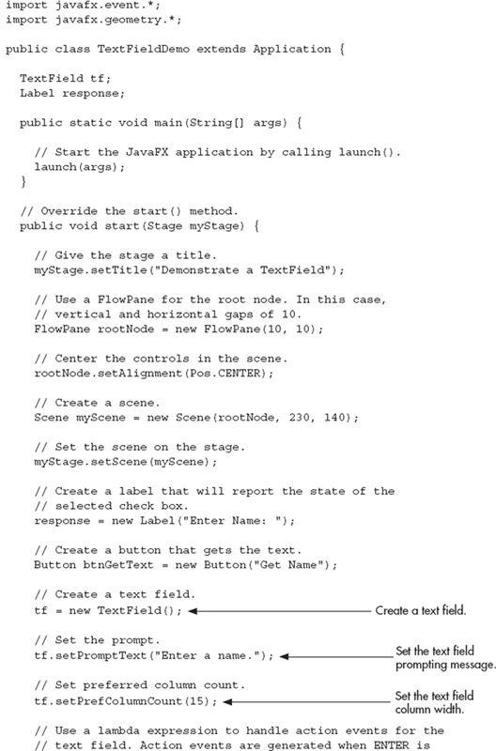 import javafx.event.*;
import javafx.geometry.*;
public class TextFieldDemo extends Application {
TextField tf;
Label response;
public static void main(String[] args) {
// Start the JavaFX application by calling launch().
launch(args);
}
// Override the start() method.
public void start(Stage myStage) {
// Give the stage a title.
myStage.setTitle("Demonstrate a TextField");
// Use a FlowPane for the root node. In this case,
// vertical and horizontal gaps of 10.
FlowPane rootNode = new FlowPane(10, 10);
// Center the controls in the scene.
rootNode.setAlignment(Pos.CENTER);
// Create a scene.
Scene myScene = new Scene(rootNode, 230, 140);
// Set the scene on the stage.
myStage.setScene(myScene);
// Create a label that will report the state of the
// selected check box.
response = new Label("Enter Name: ");
// Create a button that gets the text.
Button btnGetText = new Button("Get Name");
// Create a text field.
tf = new TextField(); Create a text field.
// Set the prompt.
tf.setPromptText("Enter a name."); Set the text field
prompting message.
// Set preferred column count.
tf.setPrefColumnCount(15); Set the text field
column width.
// Use a lambda expression to handle action events for the
// text field. Action events are generated when ENTER is